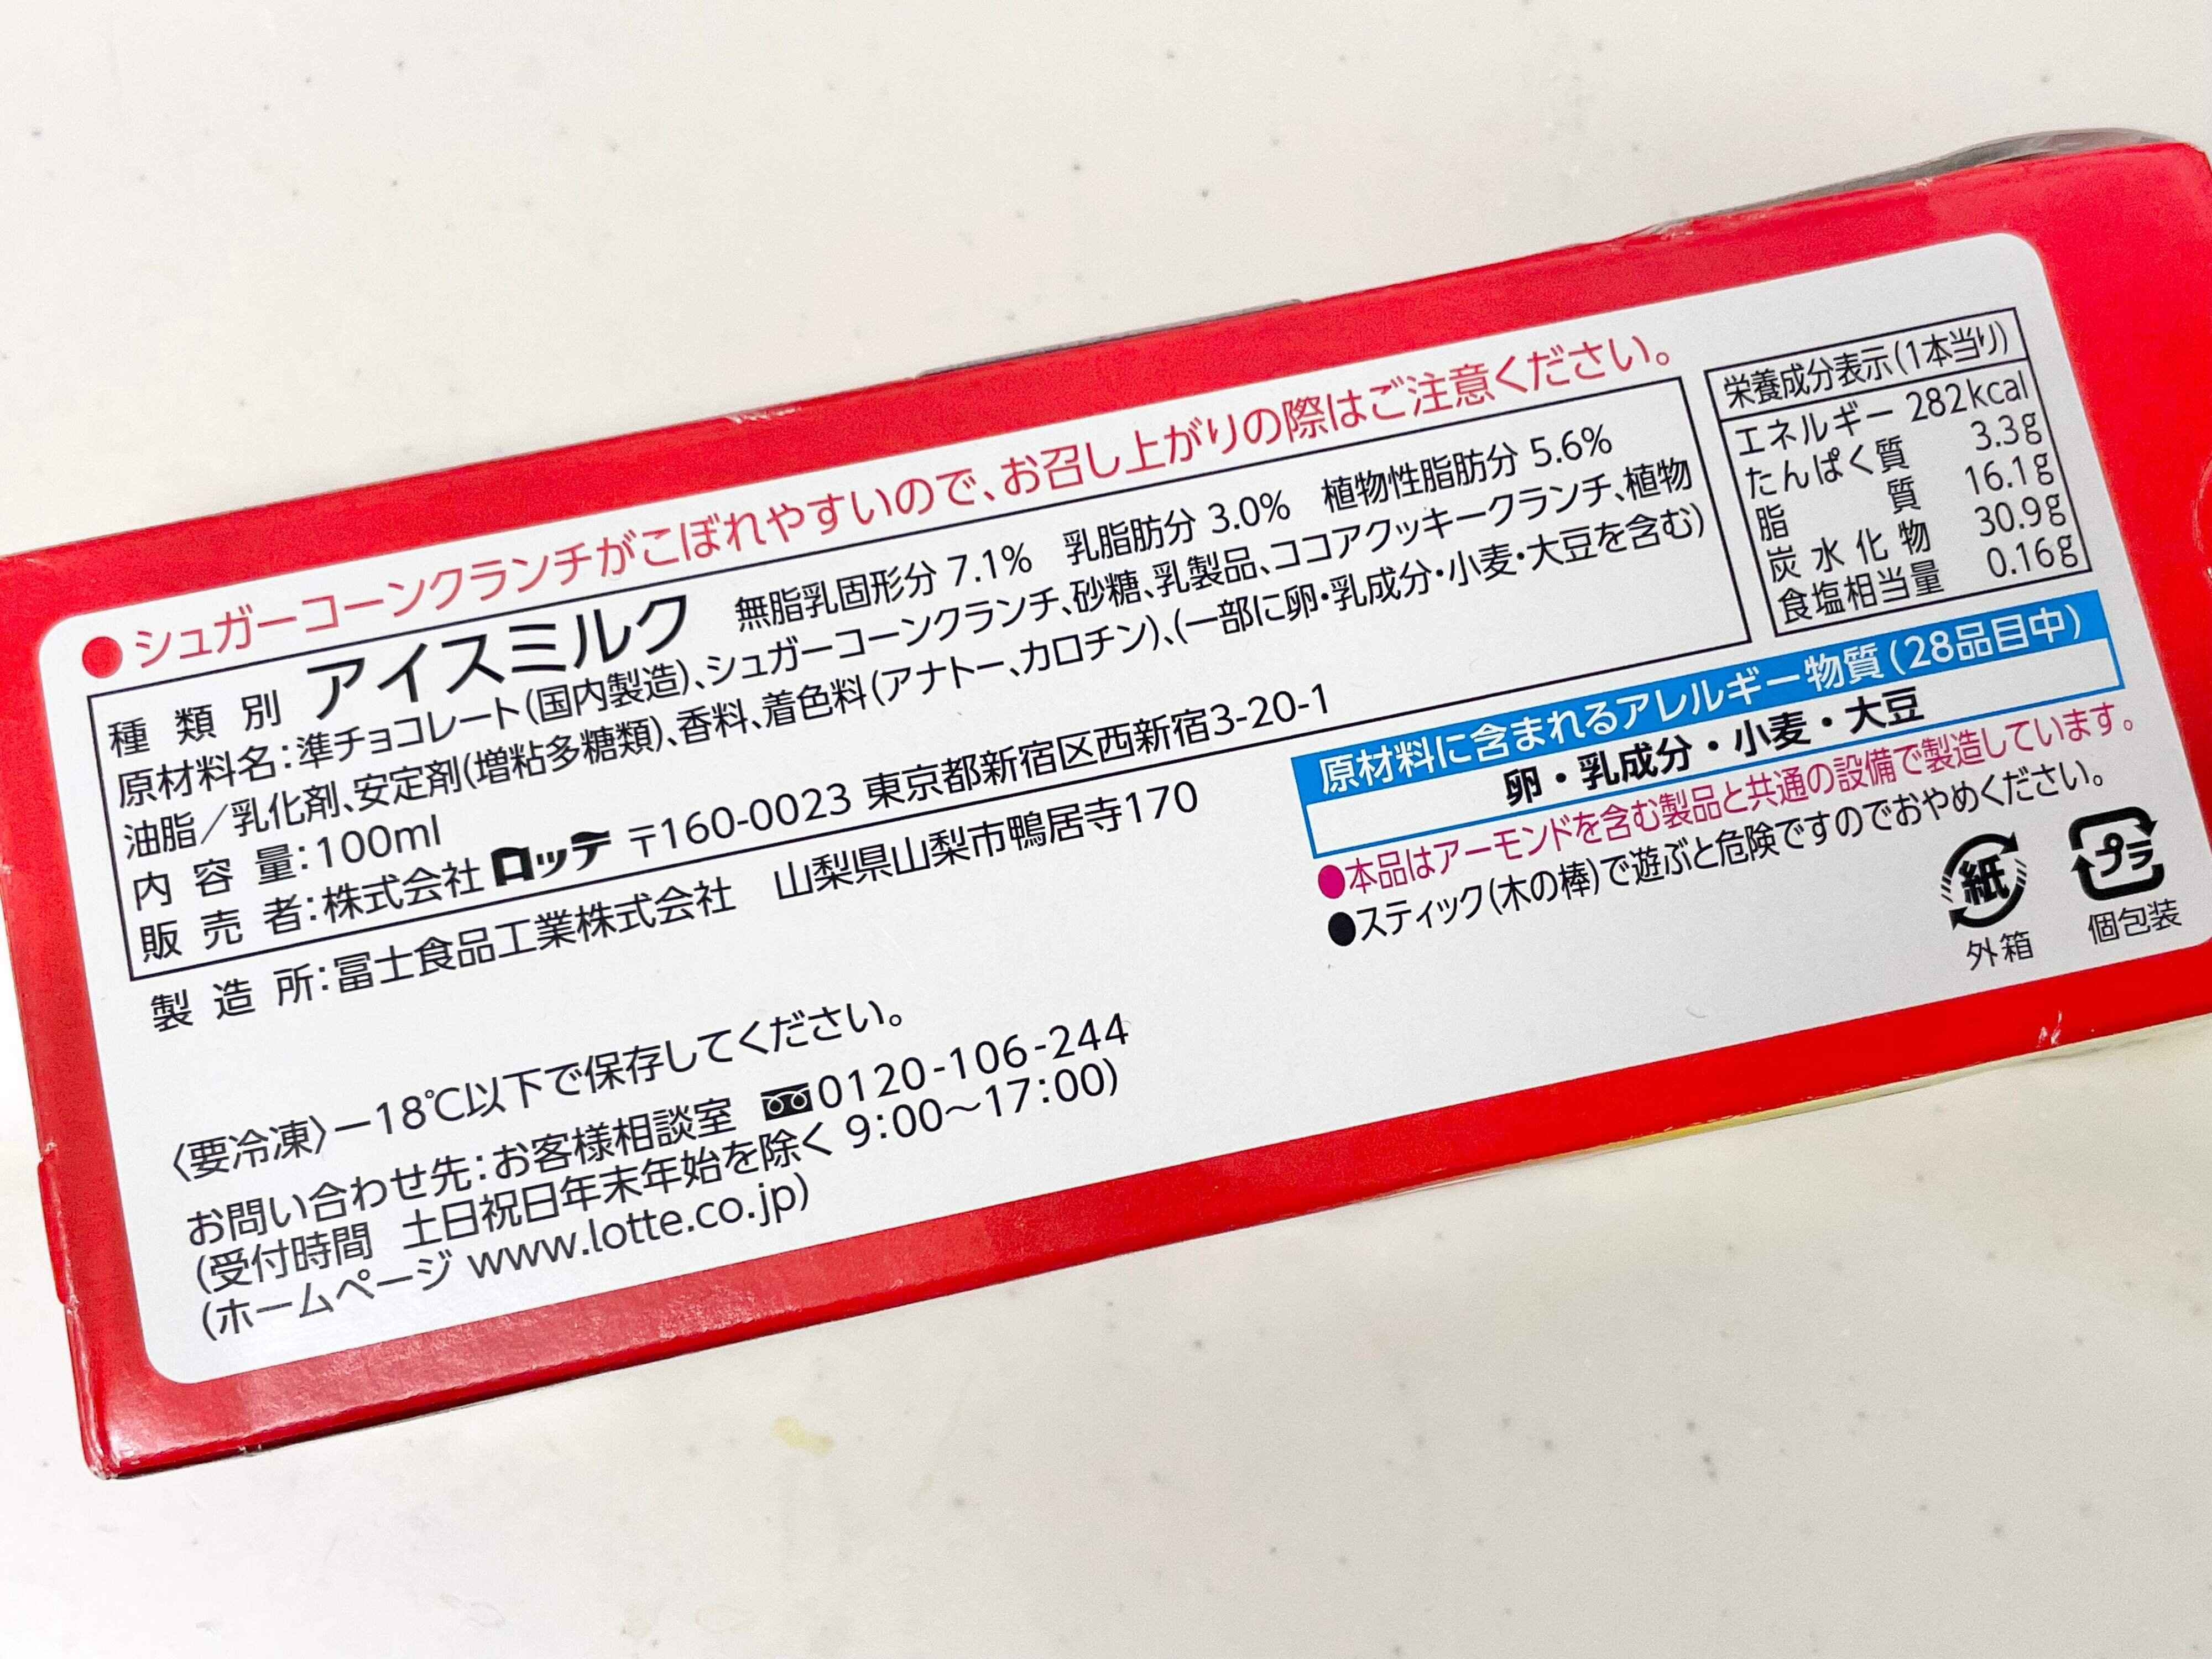 ●シュガーコーンクランチがこぼれやすいので、お召し上がりの際はご注意ください。
種類別 アイスミルク 無脂乳固形分 7.1% 乳脂肪分 3.0% 植物性脂肪分 5.6%
原材料名:準チョコレート(国内製造)、シュガーコーンクランチ、砂糖、乳製品、ココアクッキークランチ、植物
油脂/乳化剤、安定剤(増粘多糖類)、香料、着色料(アナトー、カロチン)、(一部に卵・乳成分・小麦・大豆を含む)
内容量:100ml
販売者:株式会社 ロッテ 〒160-0023 東京都新宿区西新宿3-20-1
製造所:冨士食品工業株式会社 山梨県山梨市鴨居寺170
〈要冷凍〉−18℃以下で保存してください。
お問い合わせ先:お客様相談室 0120-106-244
(受付時間 土日祝日年末年始を除く 9:00〜17:00)
(ホームページ www.lotte.co.jp)
栄養成分表示(1本当り)
エネルギー 282kcal
たんぱく質 3.3g
脂質 16.1g
炭水化物 30.9g
食塩相当量 0.16g
原材料に含まれるアレルギー物質(28品目中)
卵・乳成分・小麦・大豆
●本品はアーモンドを含む製品と共通の設備で製造しています。
●スティック(木の棒)で遊ぶと危険ですのでおやめください。
紙 プラ
外箱 個包装